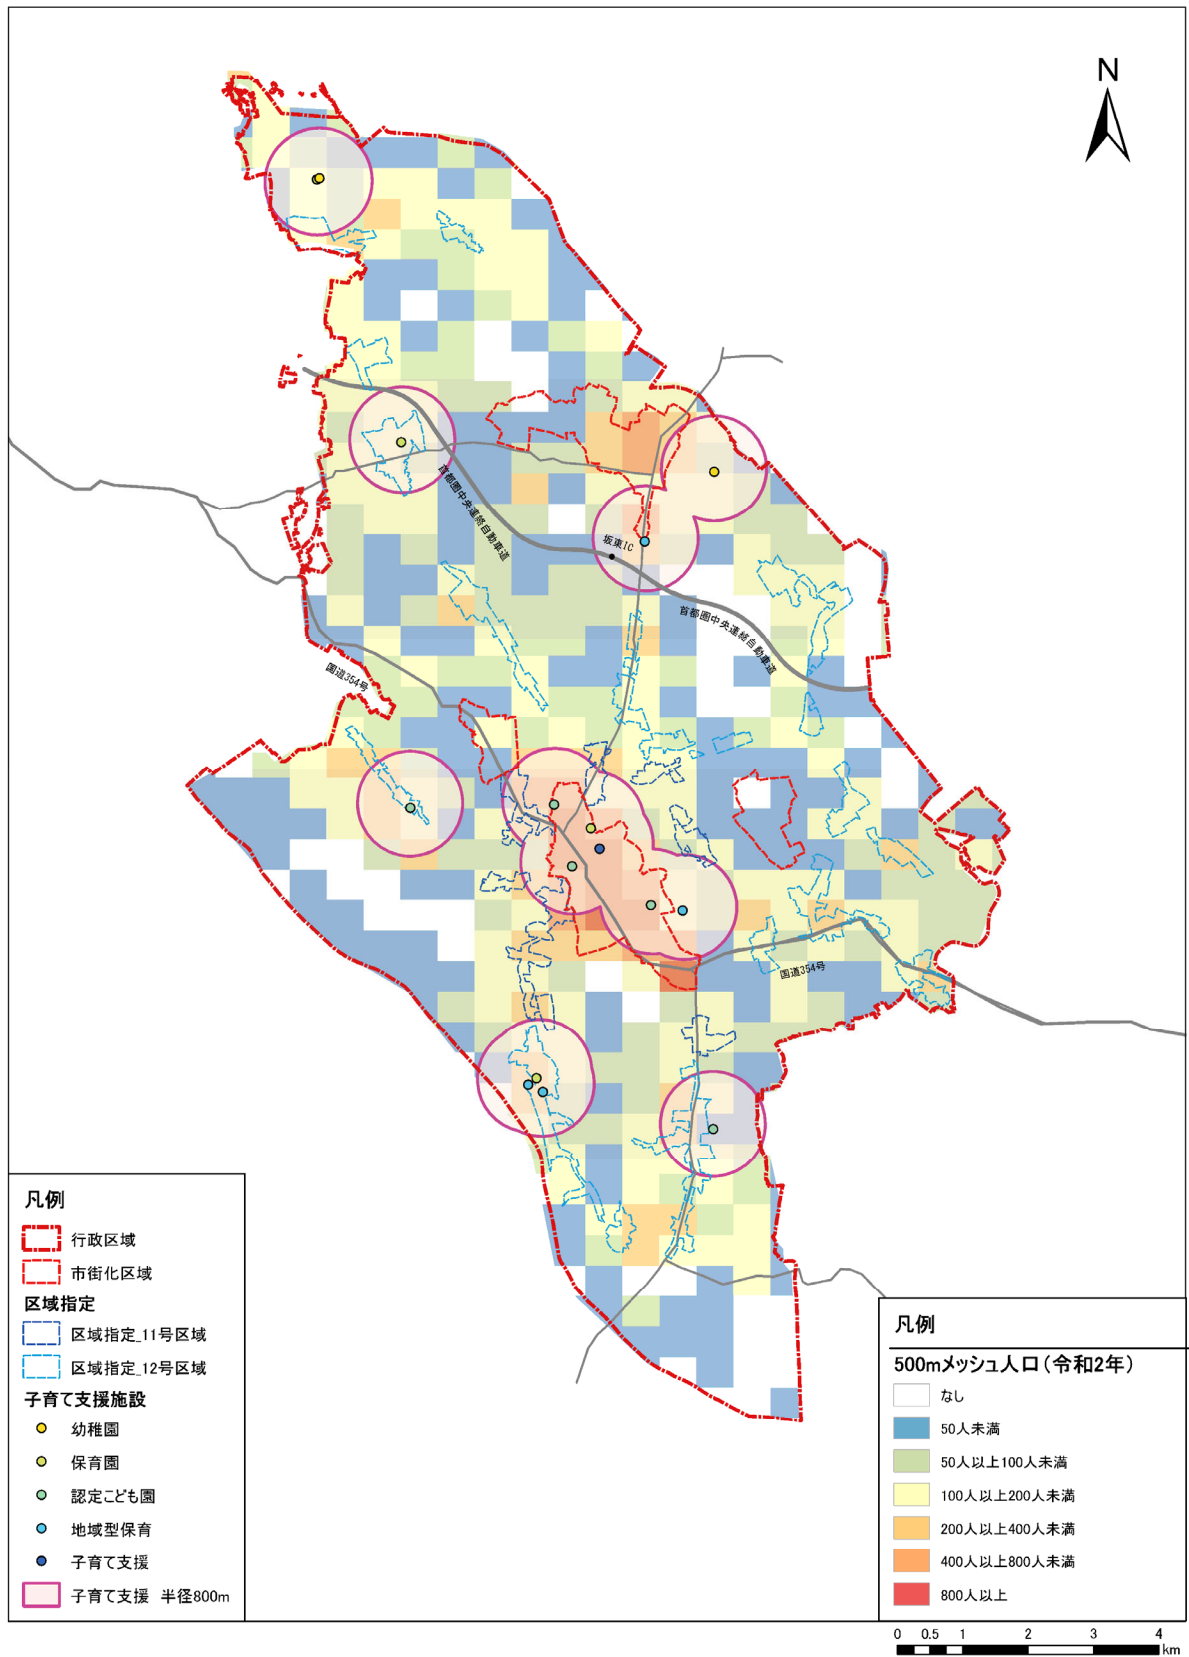 N
首都圏中央連絡自動車道
坂東IC
首都圏中央連絡自動車道
国道354号
国道354号
凡例
行政区域
市街化区域
区域指定
区域指定_11号区域
区域指定_12号区域
子育て支援施設
幼稚園
保育園
認定こども園
地域型保育
子育て支援
子育て支援 半径800m
凡例
500mメッシュ人口(令和2年)
なし
50人未満
50人以上100人未満
100人以上200人未満
200人以上400人未満
400人以上800人未満
800人以上
0 0.5 1 2 3 4
km